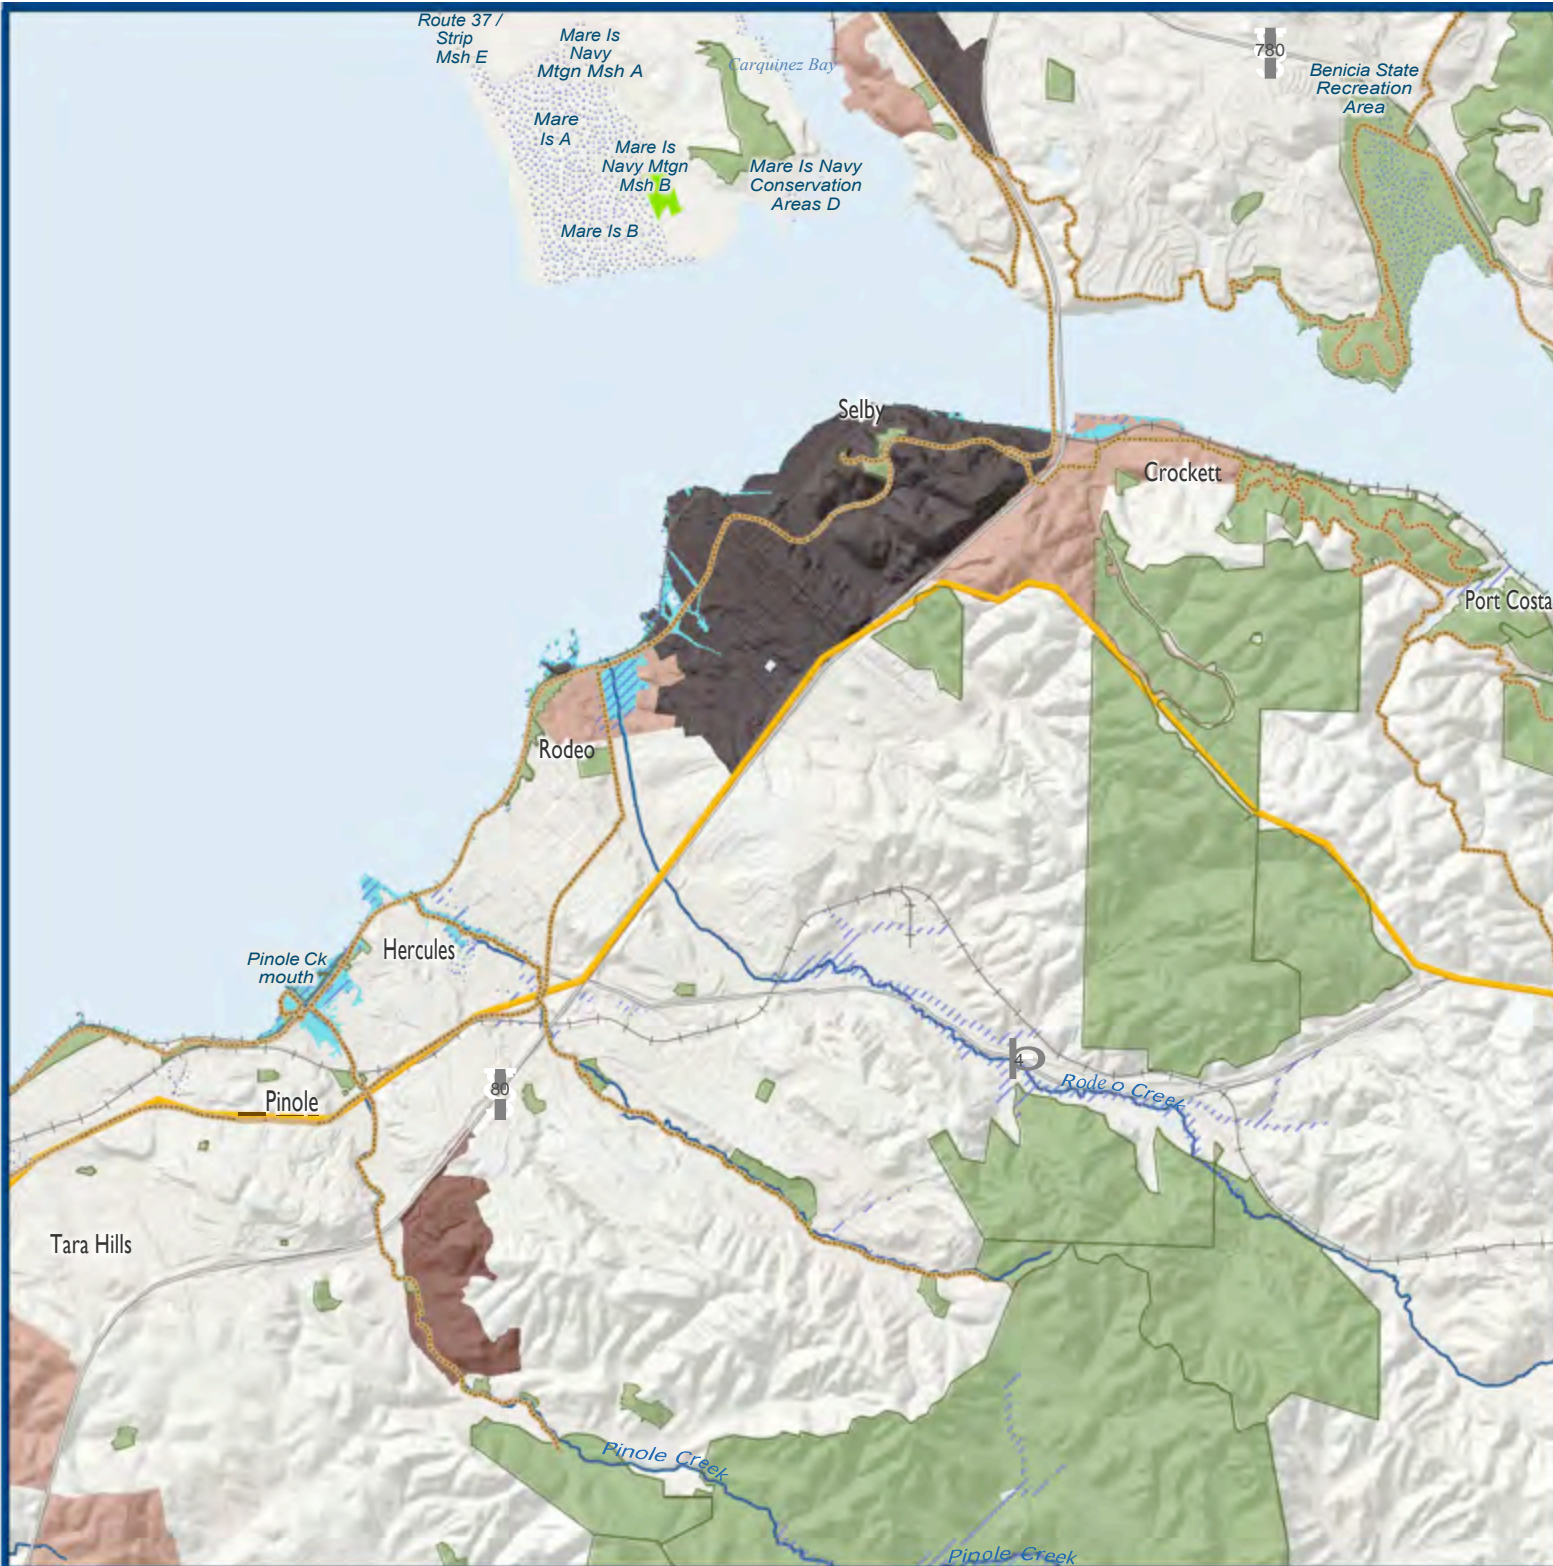 Route 37 /
Strip
Msh E
Mare Is
Navy
Mtgn Msh A
Carquinez Bay
780
Benicia State
Recreation
Area
Mare
Is A
Mare Is
Navy Mtgn
Msh B
Mare Is Navy
Conservation
Areas D
Mare Is B
Selby
Crockett
Port Costa
Rodeo
Hercules
Pinole Ck
mouth
4
Rode o Creek
80
Pinole
Tara Hills
Pinole Creek
Pinole Creek